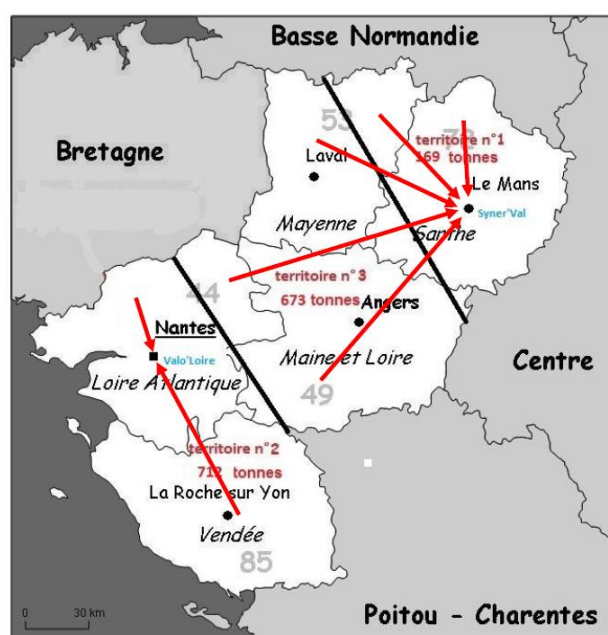 Basse Normandie
53
Bretagne
territoire n°1
169 tonnes
72
Laval
Le Mans
Syner'Val
Mayenne
Sarthe
44
territoire n°3
673 tonnes
Angers
Nantes
Valo'Loire
Centre
Maine et Loire
Loire Atlantique
49
territoire n°2
712 tonnes
La Roche sur Yon
Vendée
85
0 30 km
Poitou - Charentes